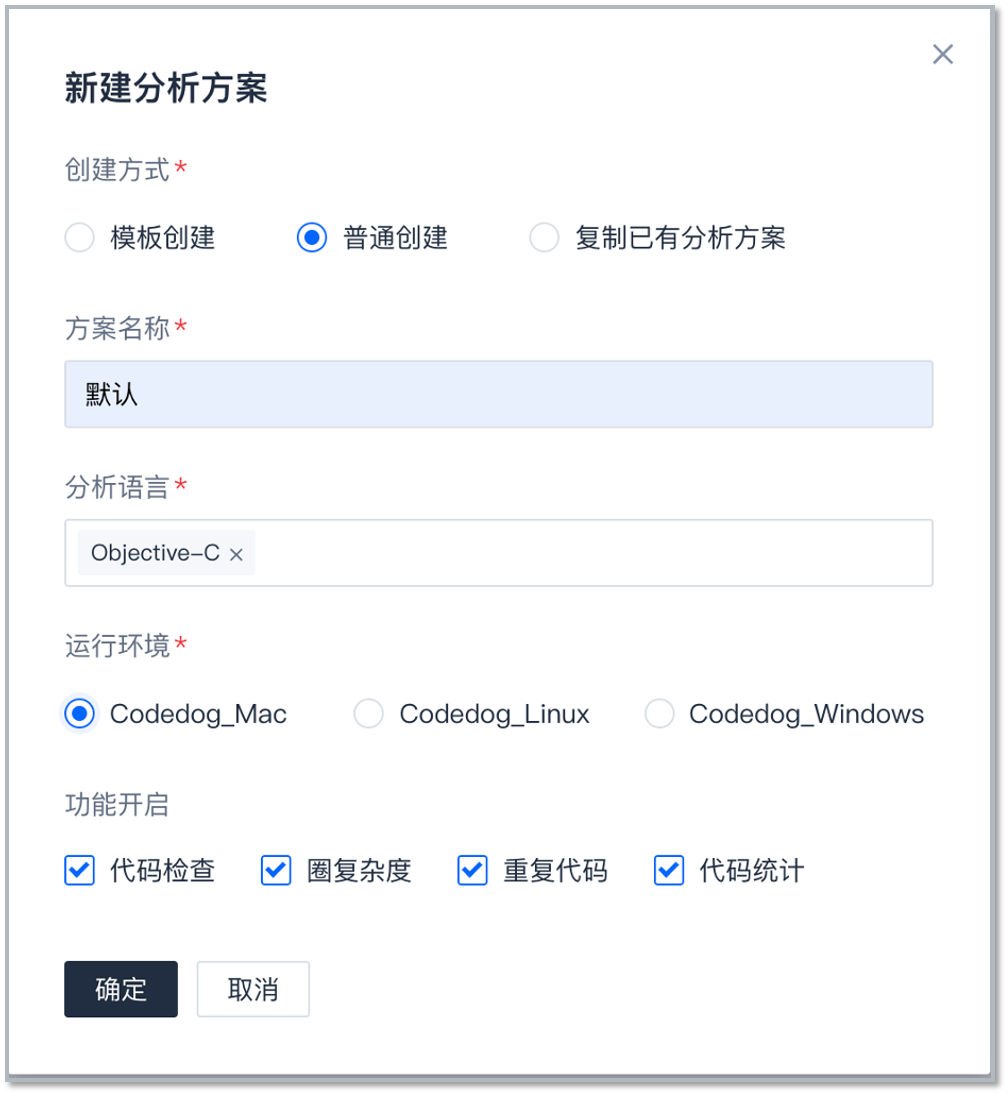 新建分析方案
创建方式*
模板创建 普通创建 复制已有分析方案
方案名称*
默认
分析语言*
Objective-C ×
运行环境*
Codedog_Mac Codedog_Linux Codedog_Windows
功能开启
代码检查 圈复杂度 重复代码 代码统计
确定 取消